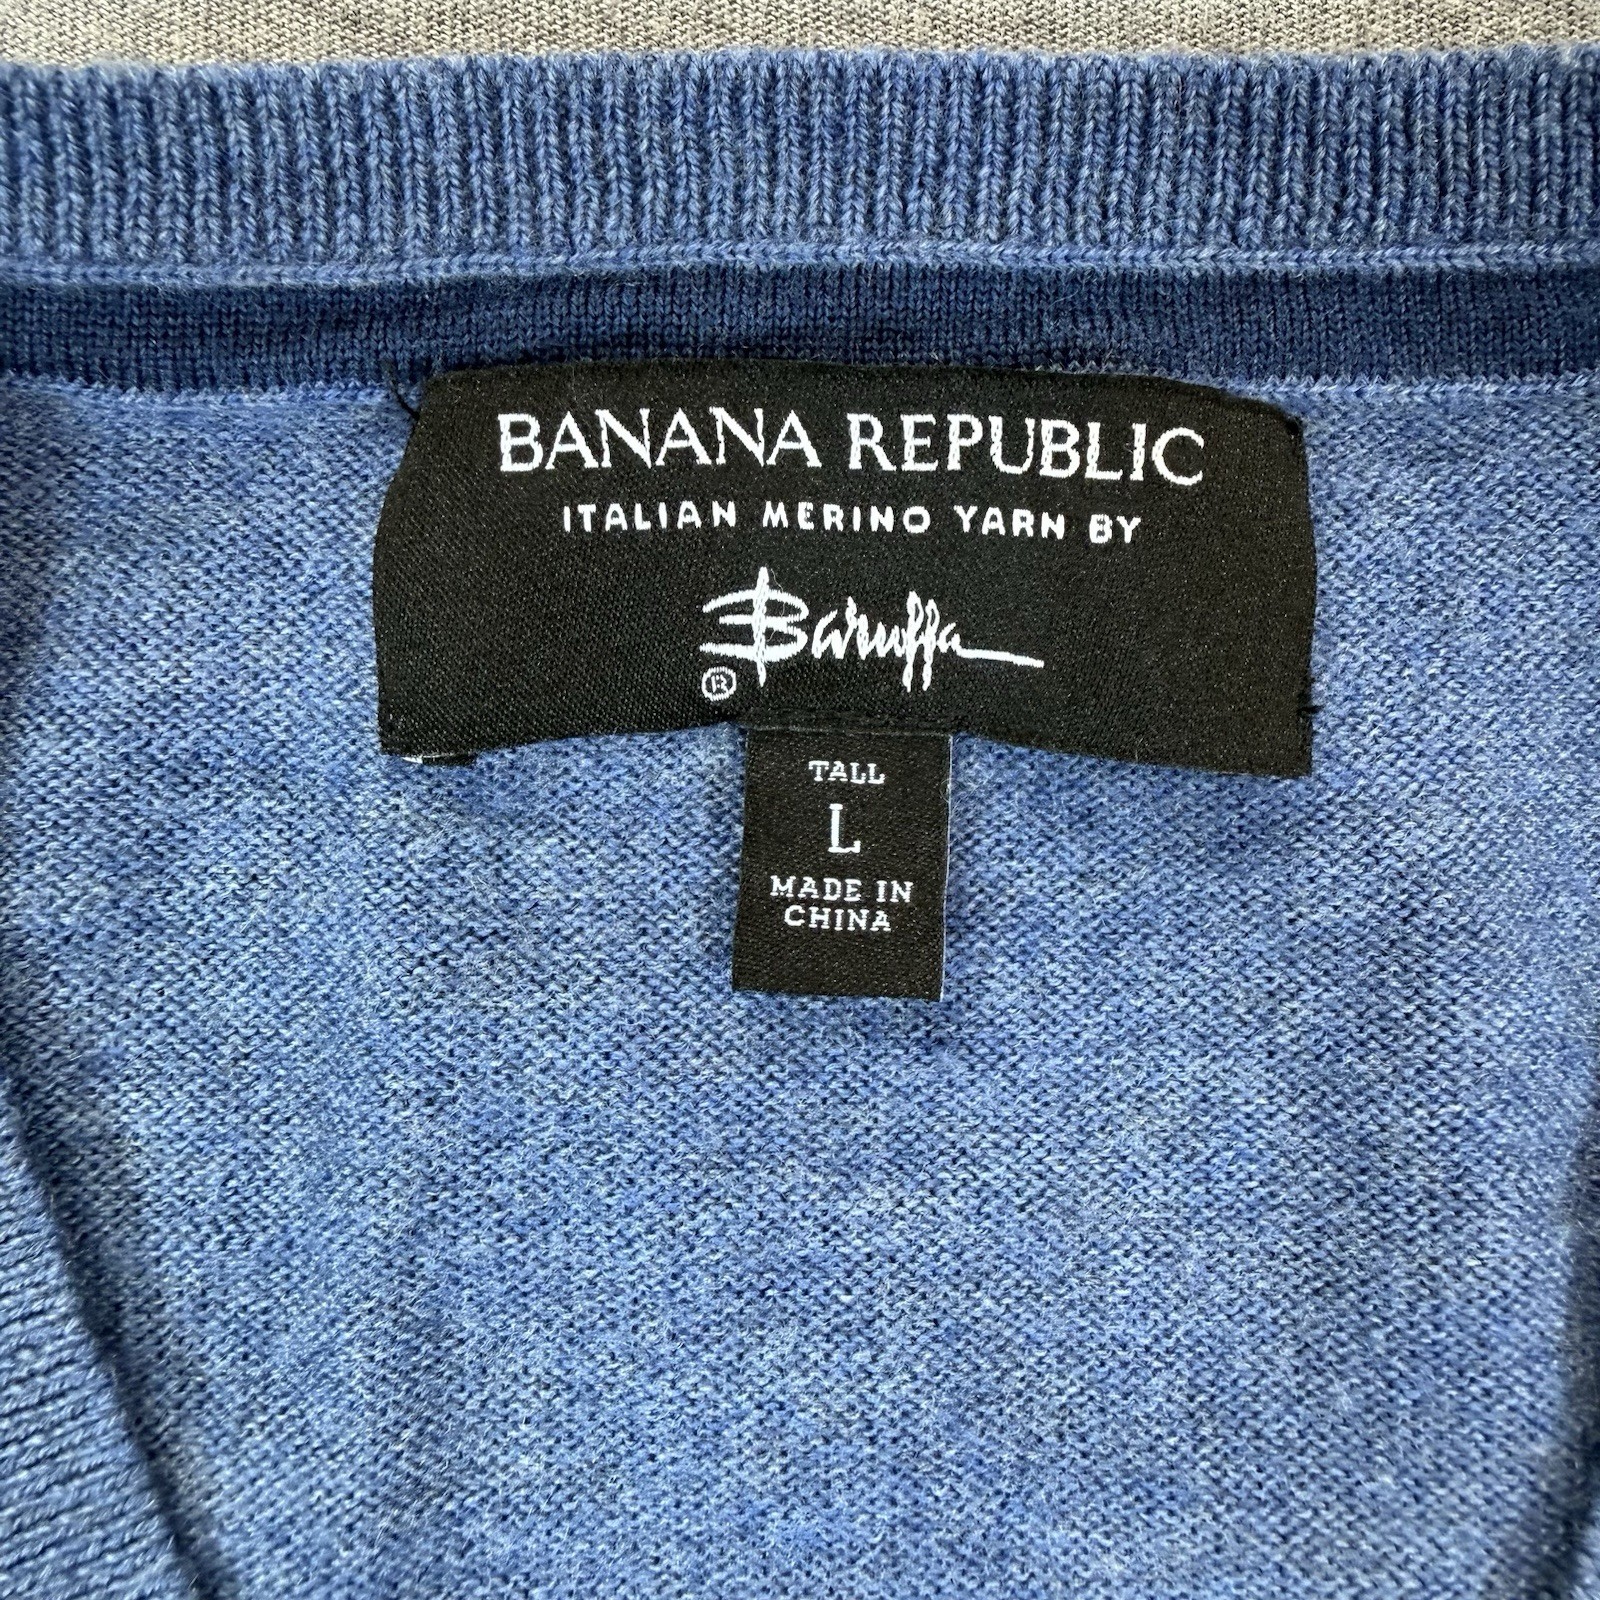 BANANA REPUBLIC
ITALIAN MERINO YARN BY
Baruffa
®
TALL
L
MADE IN
CHINA